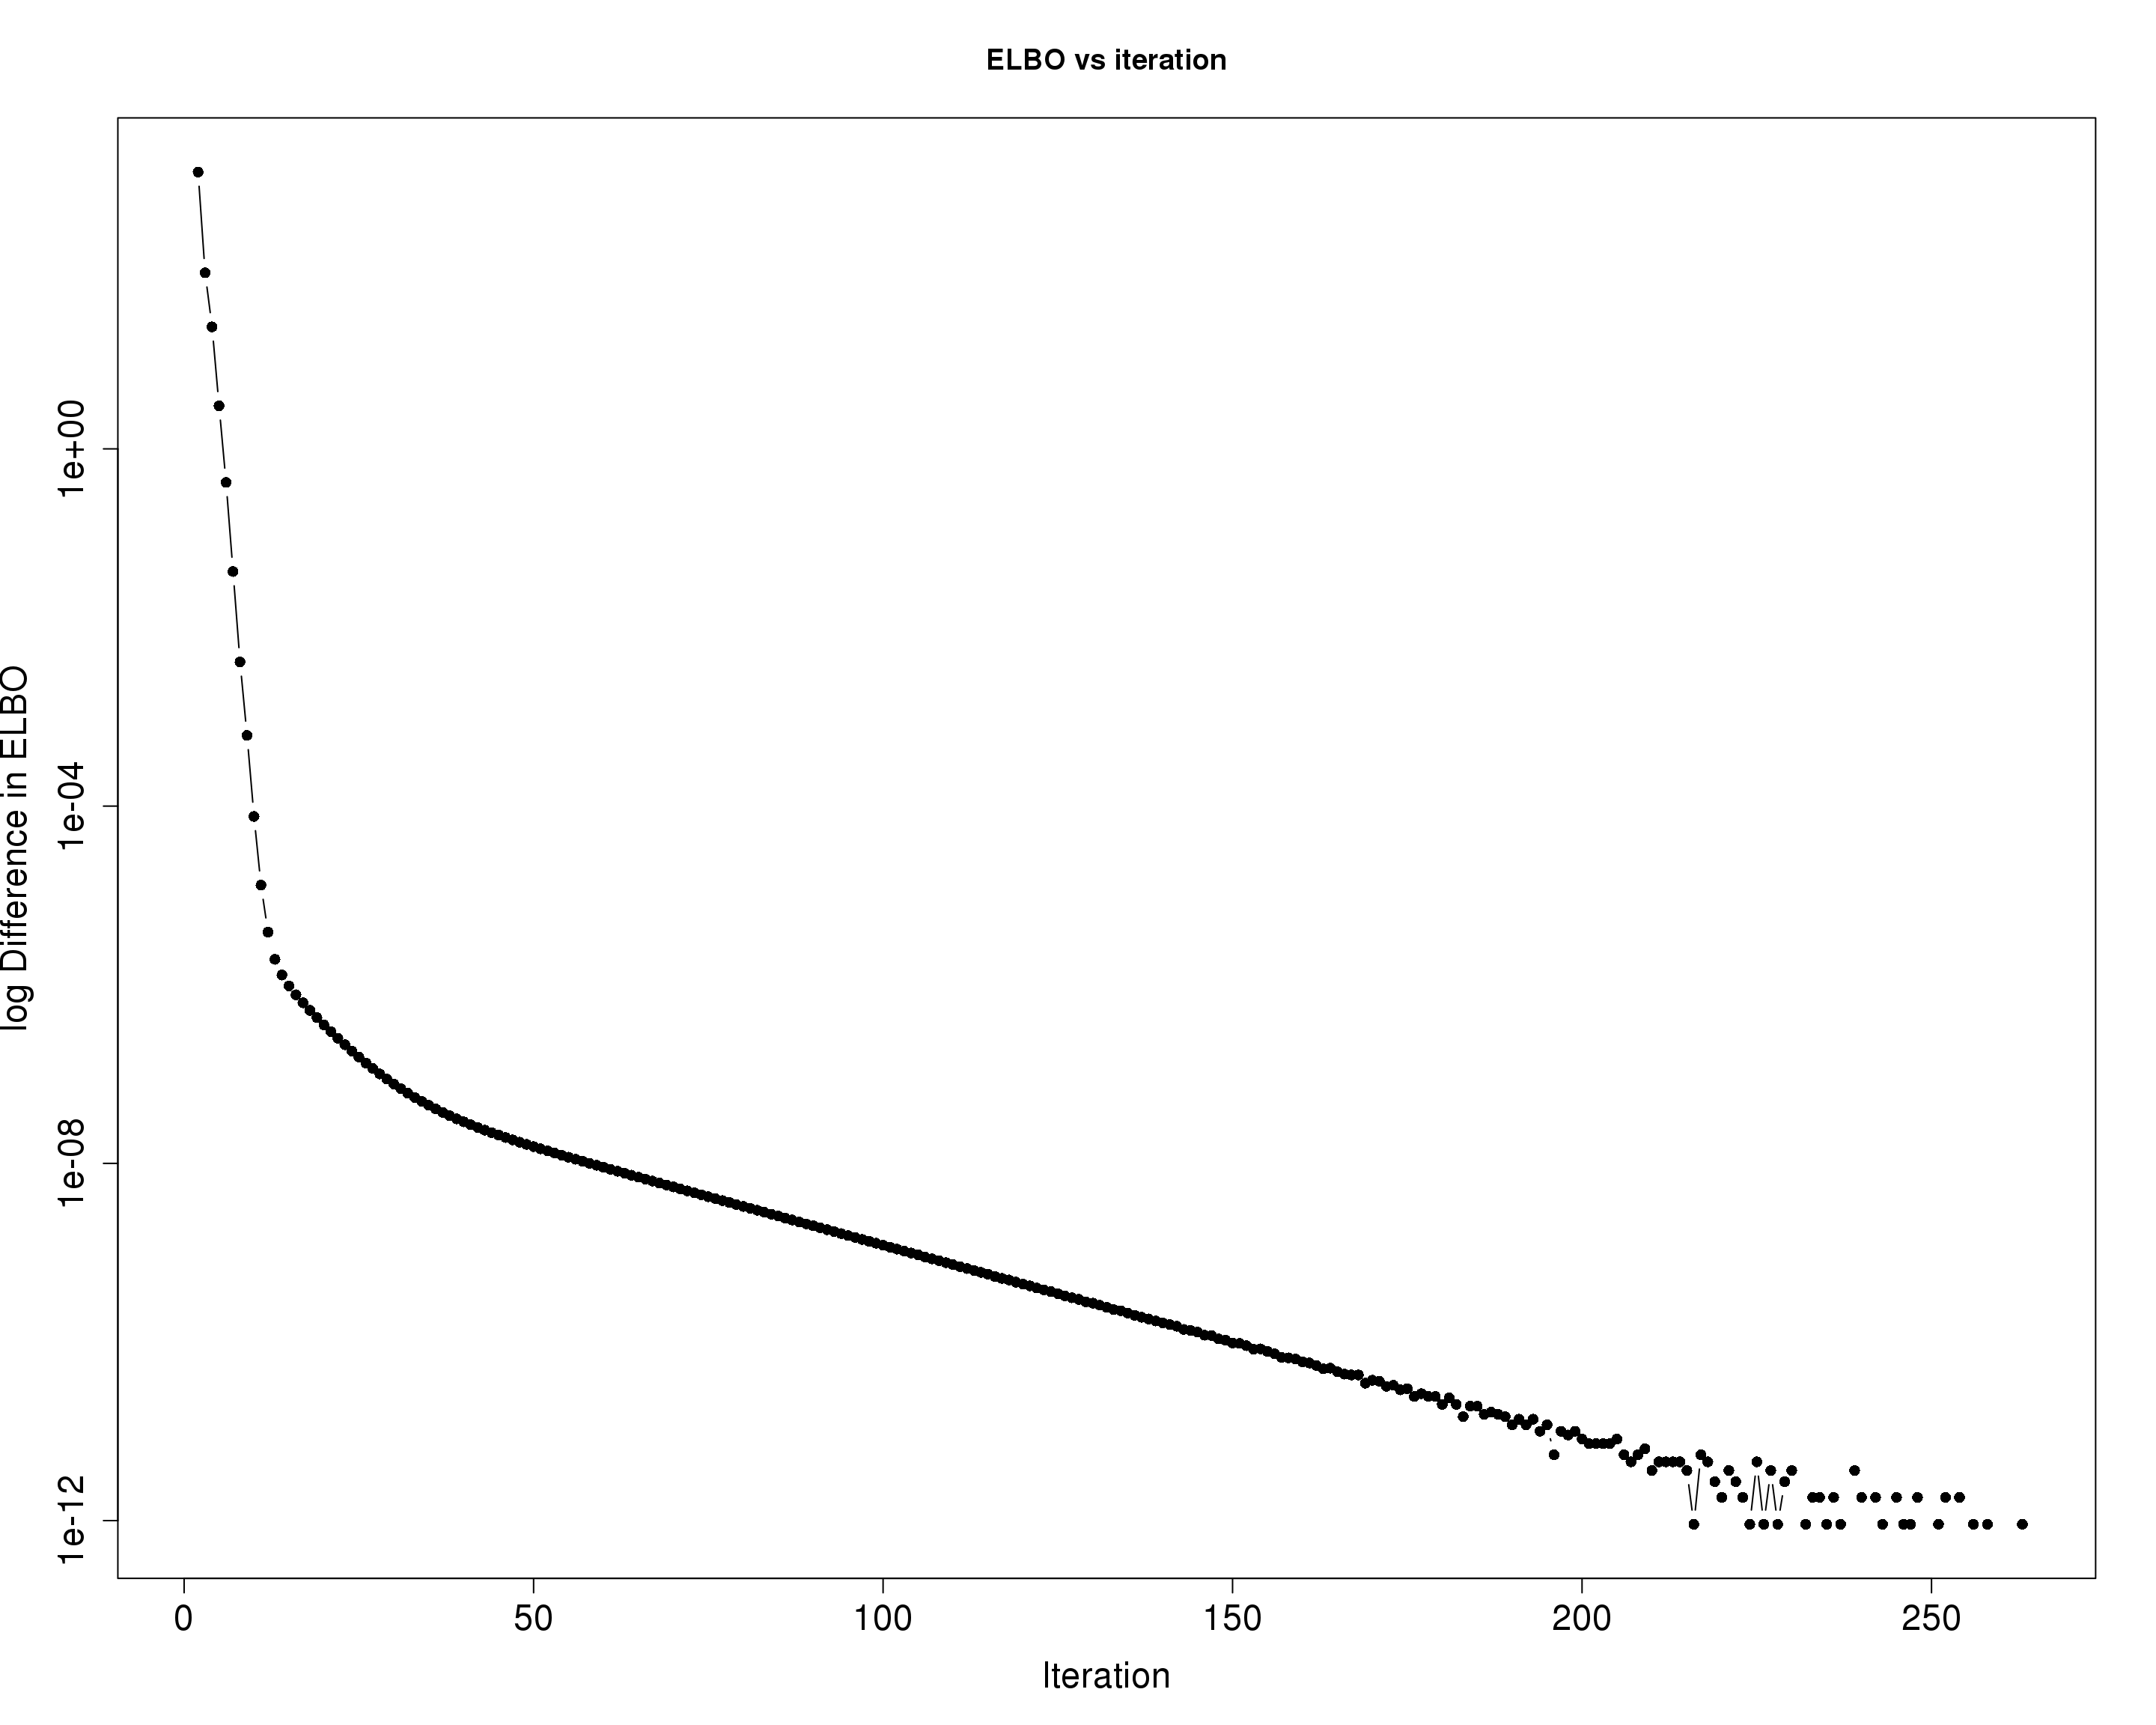 ELBO vs iteration
log Difference in ELBO
1e+00
1e-04
1e-08
1e-12
0 50 100 150 200 250
Iteration